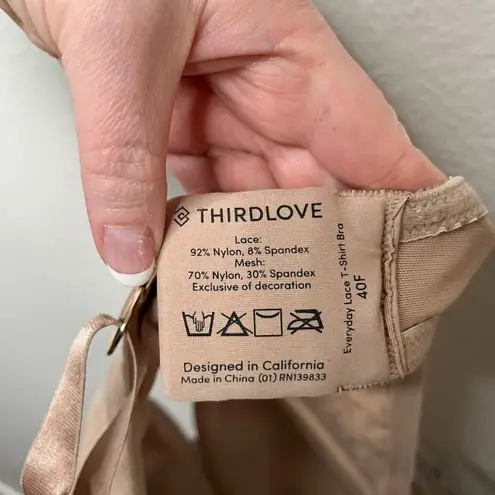 THIRDLOVE
Lace:
92% Nylon, 8% Spandex
Mesh:
70% Nylon, 30% Spandex
Exclusive of decoration
Designed in California
Made in China (01) RN139833
Everyday Lace T-Shirt Bra
40F